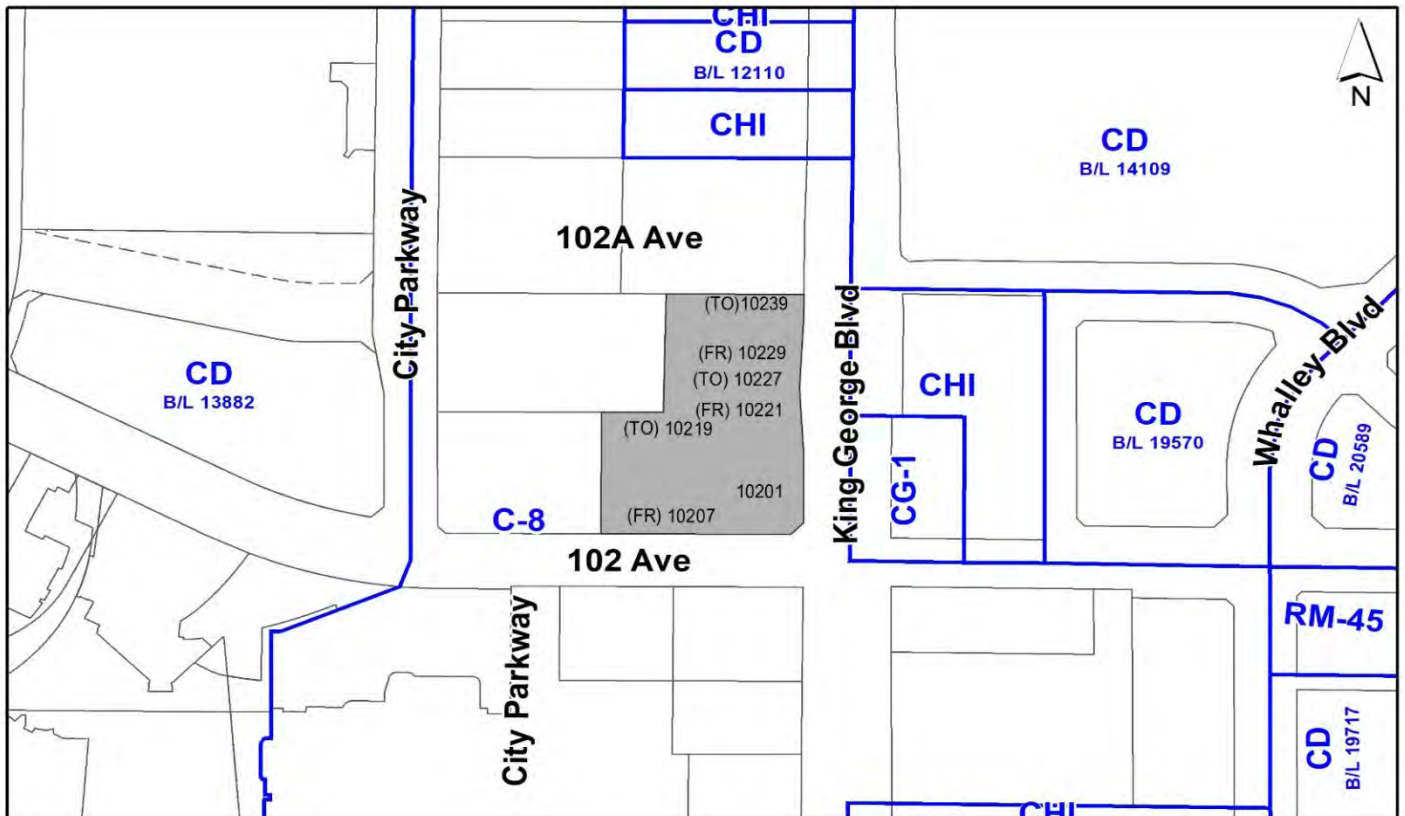 CHI
CD
B/L 12110
CHI
N
CD
B/L 14109
City Parkway
102A Ave
(TO)10239
(FR) 10229
(TO) 10227
(FR) 10221
(TO) 10219
10201
(FR) 10207
King George Blvd
CHI
CD
B/L 13882
CG-1
CD
B/L 19570
Whalley Blvd
CD
B/L 20589
C-8
102 Ave
City Parkway
RM-45
CD
B/L 19717
CHI